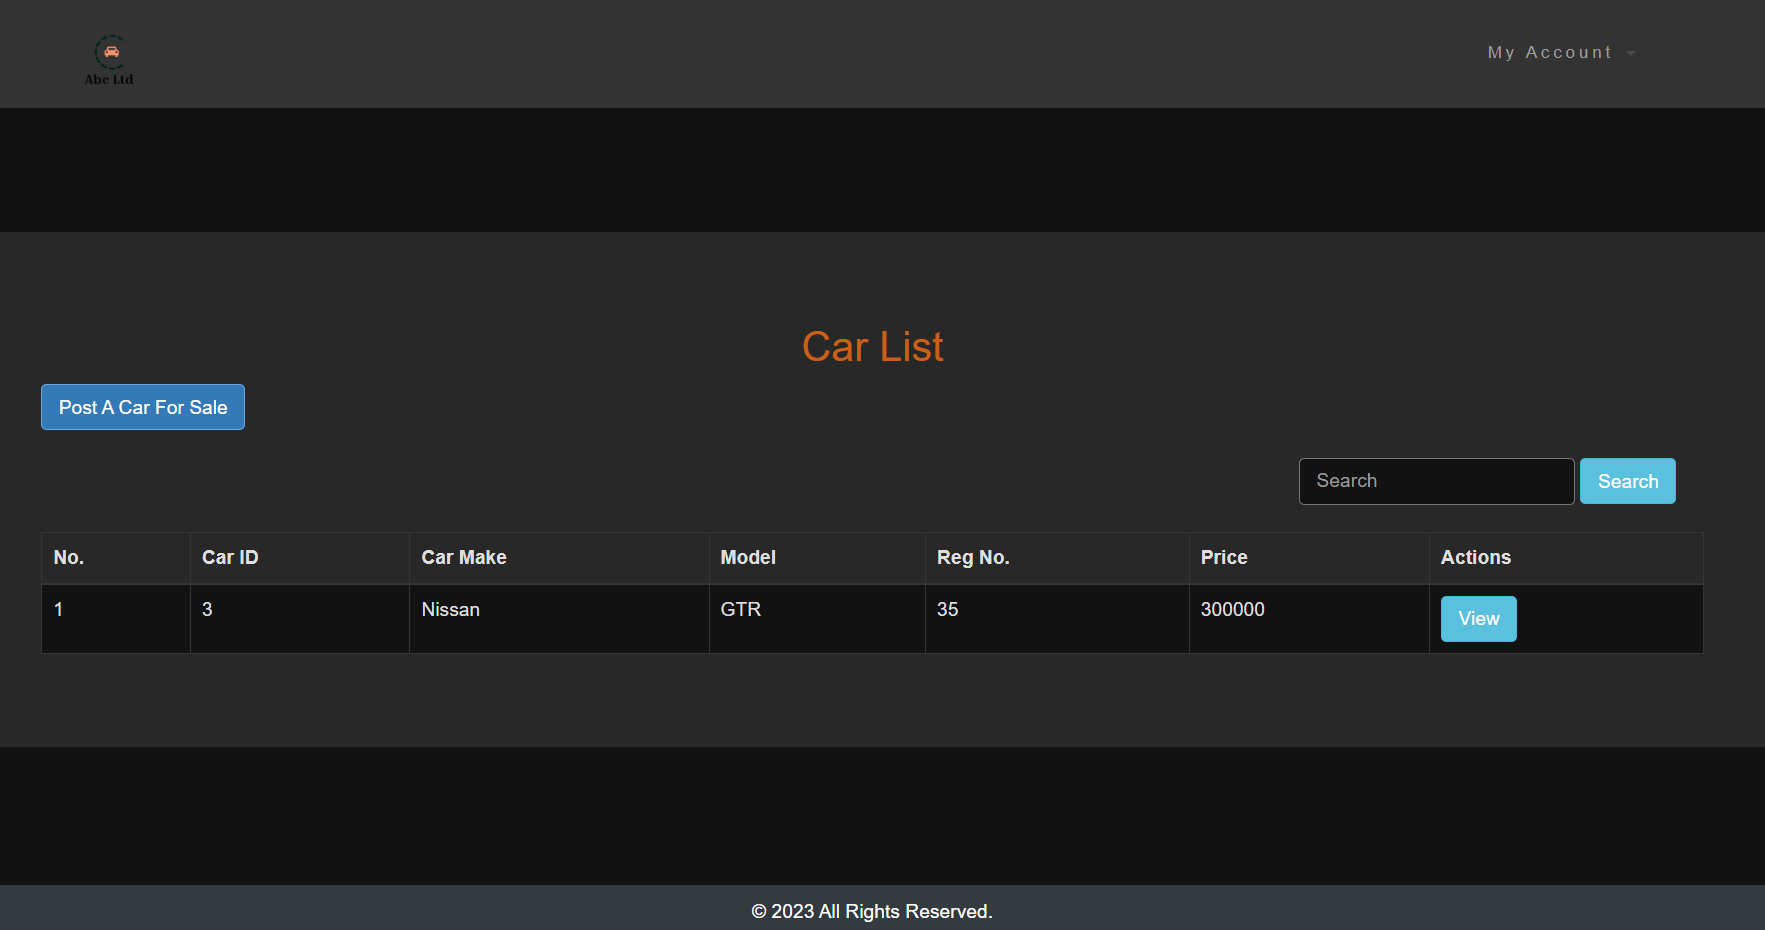 Abc Ltd
My Account
Car List
Post A Car For Sale
Search Search
No. Car ID Car Make Model Reg No. Price Actions
1 3 Nissan GTR 35 300000 View
© 2023 All Rights Reserved.